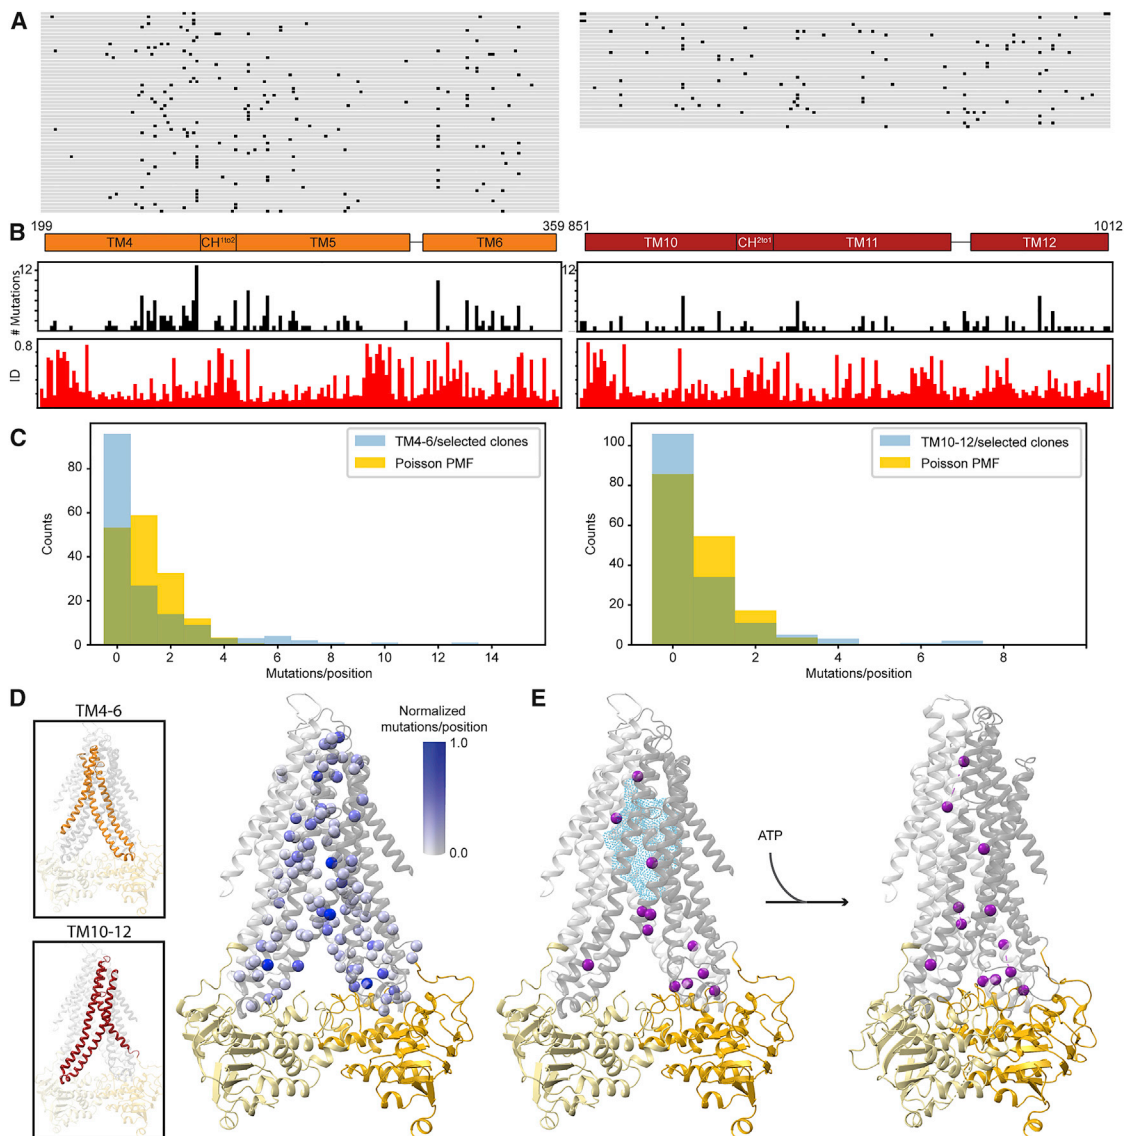 A
199
359
851
1012
B
TM4
CH1to2
TM5
TM6
TM10
CH2to1
TM11
TM12
# Mutations
12
12
ID
0.8
C
TM4-6/selected clones
Poisson PMF
Counts
80
60
40
20
0
0 2 4 6 8 10 12 14
Mutations/position
TM10-12/selected clones
Poisson PMF
Counts
100
80
60
40
20
0
0 2 4 6 8
Mutations/position
D
TM4-6
TM10-12
Normalized
mutations/position
1.0
0.0
E
ATP